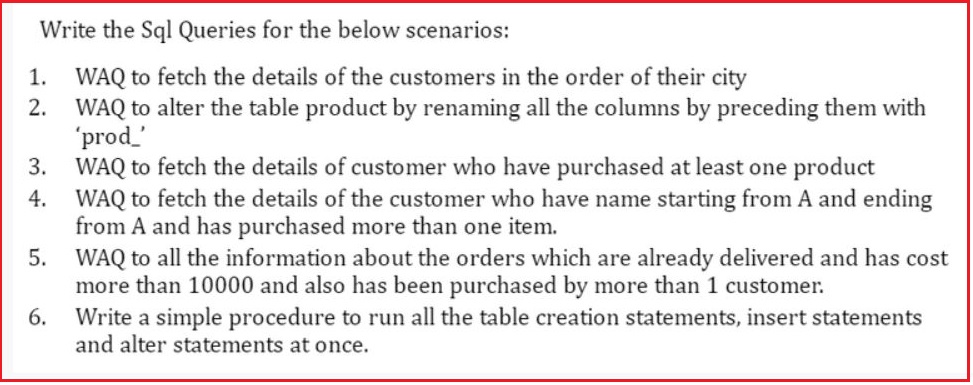 Write the Sql Queries for the below scenarios:
1. WAQ to fetch the details of the customers in the order of their city
2. WAQ to alter the table product by renaming all the columns by preceding them with
'prod_'
3. WAQ to fetch the details of customer who have purchased at least one product
4. WAQ to fetch the details of the customer who have name starting from A and ending
from A and has purchased more than one item.
5. WAQ to all the information about the orders which are already delivered and has cost
more than 10000 and also has been purchased by more than 1 customer.
6. Write a simple procedure to run all the table creation statements, insert statements
and alter statements at once.